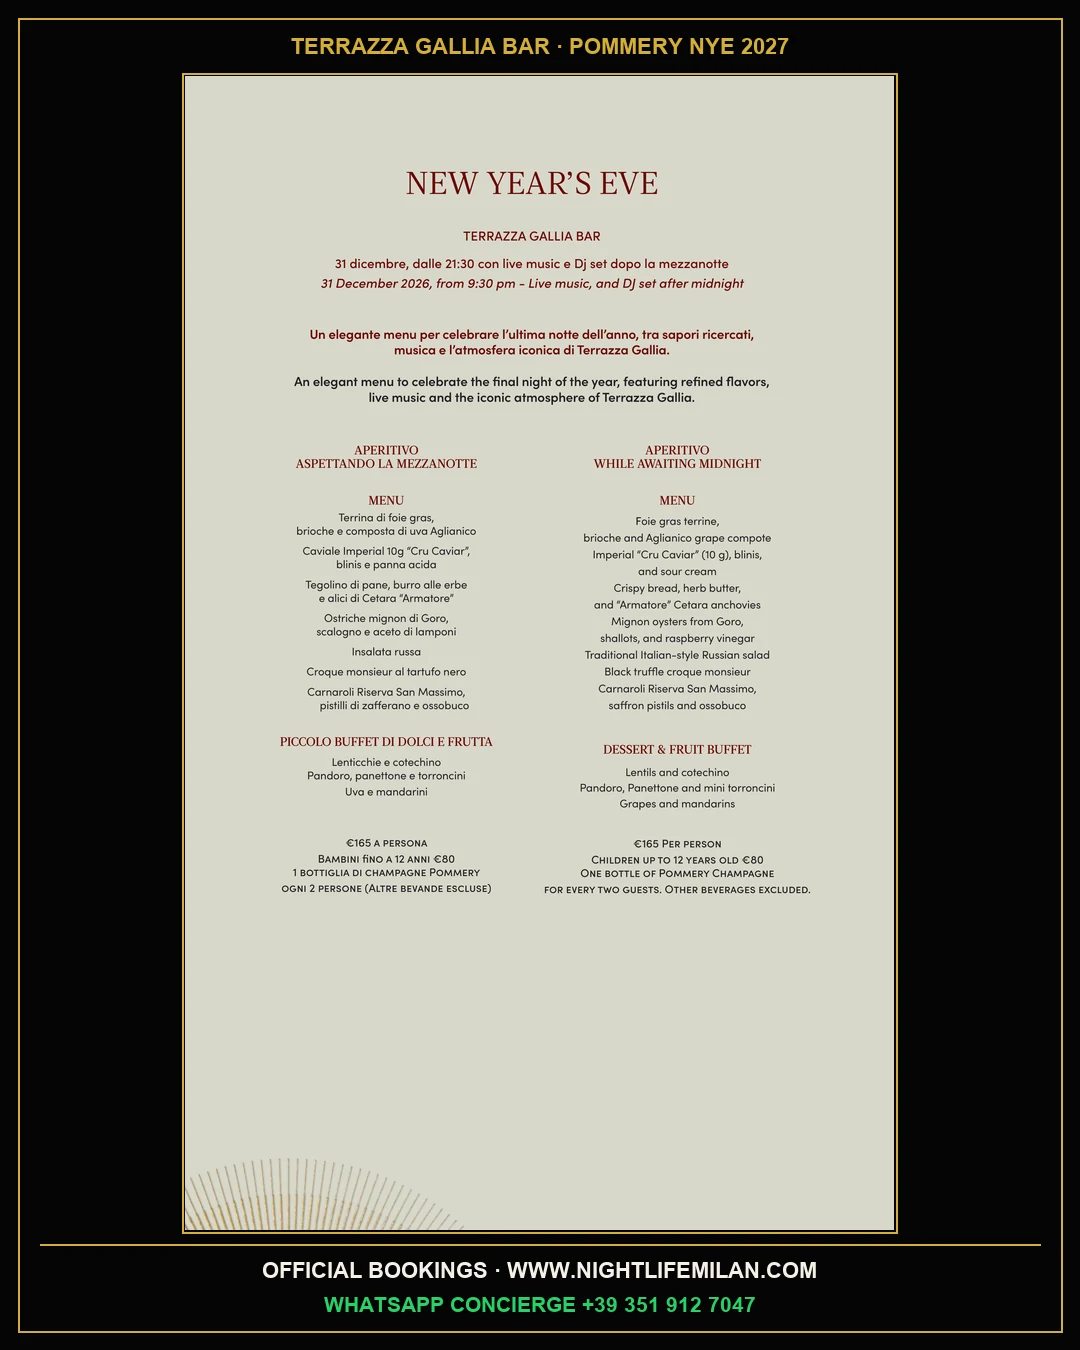 TERRAZZA GALLIA BAR · POMMERY NYE 2027
NEW YEAR’S EVE
TERRAZZA GALLIA BAR
31 dicembre, dalle 21:30 con live music e Dj set dopo la mezzanotte
31 December 2026, from 9:30 pm - Live music, and DJ set after midnight
Un elegante menu per celebrare l’ultima notte dell’anno, tra sapori ricercati,
musica e l’atmosfera iconica di Terrazza Gallia.
An elegant menu to celebrate the final night of the year, featuring refined flavors,
live music and the iconic atmosphere of Terrazza Gallia.
APERITIVO
ASPETTANDO LA MEZZANOTTE
MENU
Terrina di foie gras,
brioche e composta di uva Aglianico
Caviale Imperial 10g “Cru Caviar”,
blinis e panna acida
Tegolino di pane, burro alle erbe
e alici di Cetara “Armatore”
Ostriche mignon di Goro,
scalogno e aceto di lamponi
Insalata russa
Croque monsieur al tartufo nero
Carnaroli Riserva San Massimo,
pistilli di zafferano e ossobuco
PICCOLO BUFFET DI DOLCI E FRUTTA
Lenticchie e cotechino
Pandoro, panettone e torroncini
Uva e mandarini
€165 A PERSONA
BAMBINI fINO A 12 ANNI €80
1 BOTTIGLIA DI CHAMPAGNE POMMERY
OGNI 2 PERSONE (ALTRE BEVANDE ESCLUSE)
APERITIVO
WHILE AWAITING MIDNIGHT
MENU
Foie gras terrine,
brioche and Aglianico grape compote
Imperial “Cru Caviar” (10 g), blinis,
and sour cream
Crispy bread, herb butter,
and “Armatore” Cetara anchovies
Mignon oysters from Goro,
shallots, and raspberry vinegar
Traditional Italian-style Russian salad
Black truffle croque monsieur
Carnaroli Riserva San Massimo,
saffron pistils and ossobuco
DESSERT & FRUIT BUFFET
Lentils and cotechino
Pandoro, Panettone and mini torroncini
Grapes and mandarins
€165 PER PERSON
CHILDREN UP TO 12 YEARS OLD €80
ONE BOTTLE OF POMMERY CHAMPAGNE
FOR EVERY TWO GUESTS. OTHER BEVERAGES EXCLUDED.
OFFICIAL BOOKINGS · WWW.NIGHTLIFEMILAN.COM
WHATSAPP CONCIERGE +39 351 912 7047